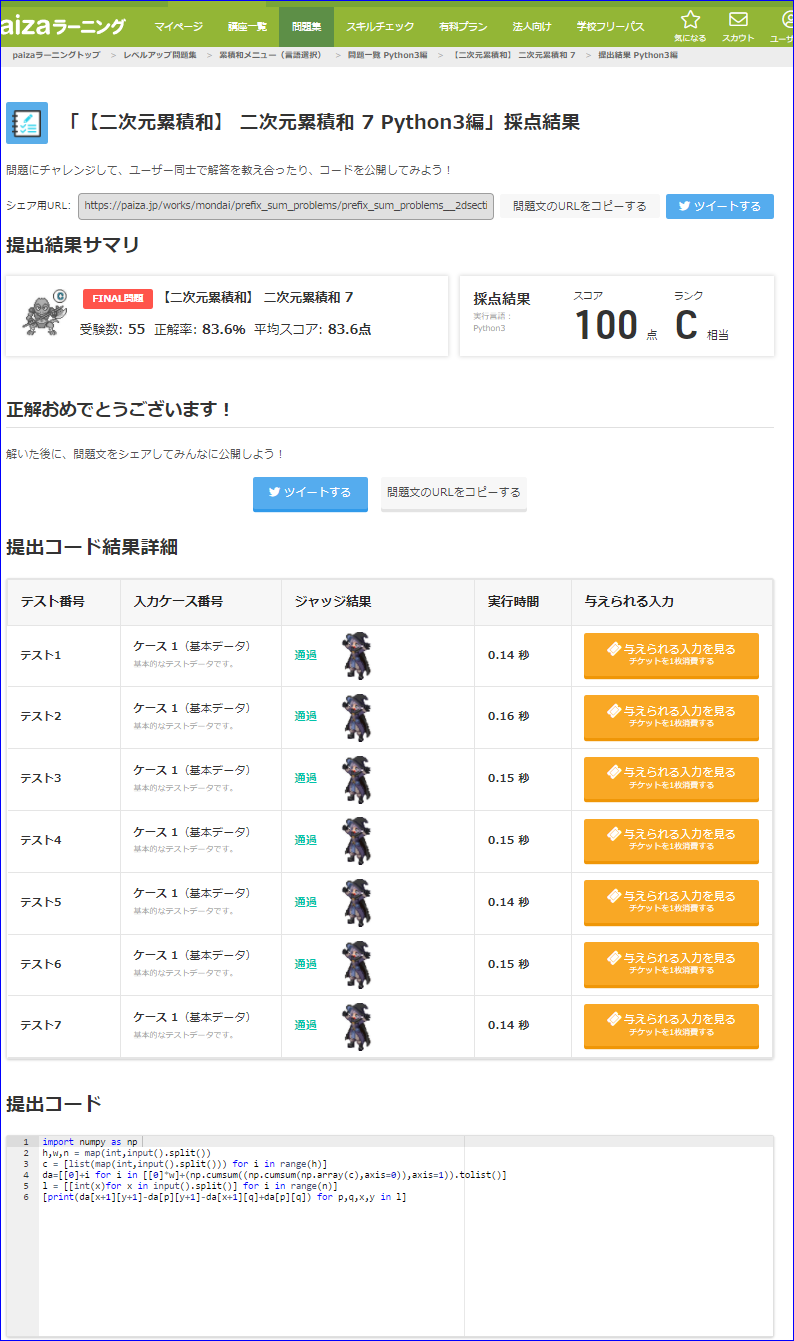 paizaラーニング マイページ 講座一覧 問題集 スキルチェック 有料プラン 法人向け 学校フリーパス 気になる スカウト ユーザ
paizaラーニングトップ > レベルアップ問題集 > 累積和メニュー（言語選択） > 問題一覧 Python3編 > 【二次元累積和】 二次元累積和 7 > 提出結果 Python3編
「【二次元累積和】 二次元累積和 7 Python3編」採点結果
問題にチャレンジして、ユーザー同士で解答を教え合ったり、コードを公開してみよう！
シェア用URL: https://paiza.jp/works/mondai/prefix_sum_problems/prefix_sum_problems__2dsecti 問題文のURLをコピーする ツイートする
提出結果サマリ
C FINAL問題 【二次元累積和】 二次元累積和 7
受験数: 55 正解率: 83.6% 平均スコア: 83.6点
採点結果
実行言語：
Python3
スコア
100 点
ランク
C 相当
正解おめでとうございます！
解いた後に、問題文をシェアしてみんなに公開しよう！
ツイートする 問題文のURLをコピーする
提出コード結果詳細
テスト番号 入力ケース番号 ジャッジ結果 実行時間 与えられる入力
テスト1 ケース 1（基本データ） 通過 0.14 秒 与えられる入力を見る
基本的なテストデータです。 チケットを1枚消費する
テスト2 ケース 1（基本データ） 通過 0.16 秒 与えられる入力を見る
基本的なテストデータです。 チケットを1枚消費する
テスト3 ケース 1（基本データ） 通過 0.15 秒 与えられる入力を見る
基本的なテストデータです。 チケットを1枚消費する
テスト4 ケース 1（基本データ） 通過 0.15 秒 与えられる入力を見る
基本的なテストデータです。 チケットを1枚消費する
テスト5 ケース 1（基本データ） 通過 0.14 秒 与えられる入力を見る
基本的なテストデータです。 チケットを1枚消費する
テスト6 ケース 1（基本データ） 通過 0.15 秒 与えられる入力を見る
基本的なテストデータです。 チケットを1枚消費する
テスト7 ケース 1（基本データ） 通過 0.14 秒 与えられる入力を見る
基本的なテストデータです。 チケットを1枚消費する
提出コード
1 import numpy as np
2 h,w,n = map(int,input().split())
3 c = [list(map(int,input().split())) for i in range(h)]
4 da=[[0]+i for i in [[0]*w]+(np.cumsum((np.cumsum(np.array(c),axis=0)),axis=1)).tolist()]
5 l = [[int(x)for x in input().split()] for i in range(n)]
6 [print(da[x+1][y+1]-da[p][y+1]-da[x+1][q]+da[p][q]) for p,q,x,y in l]